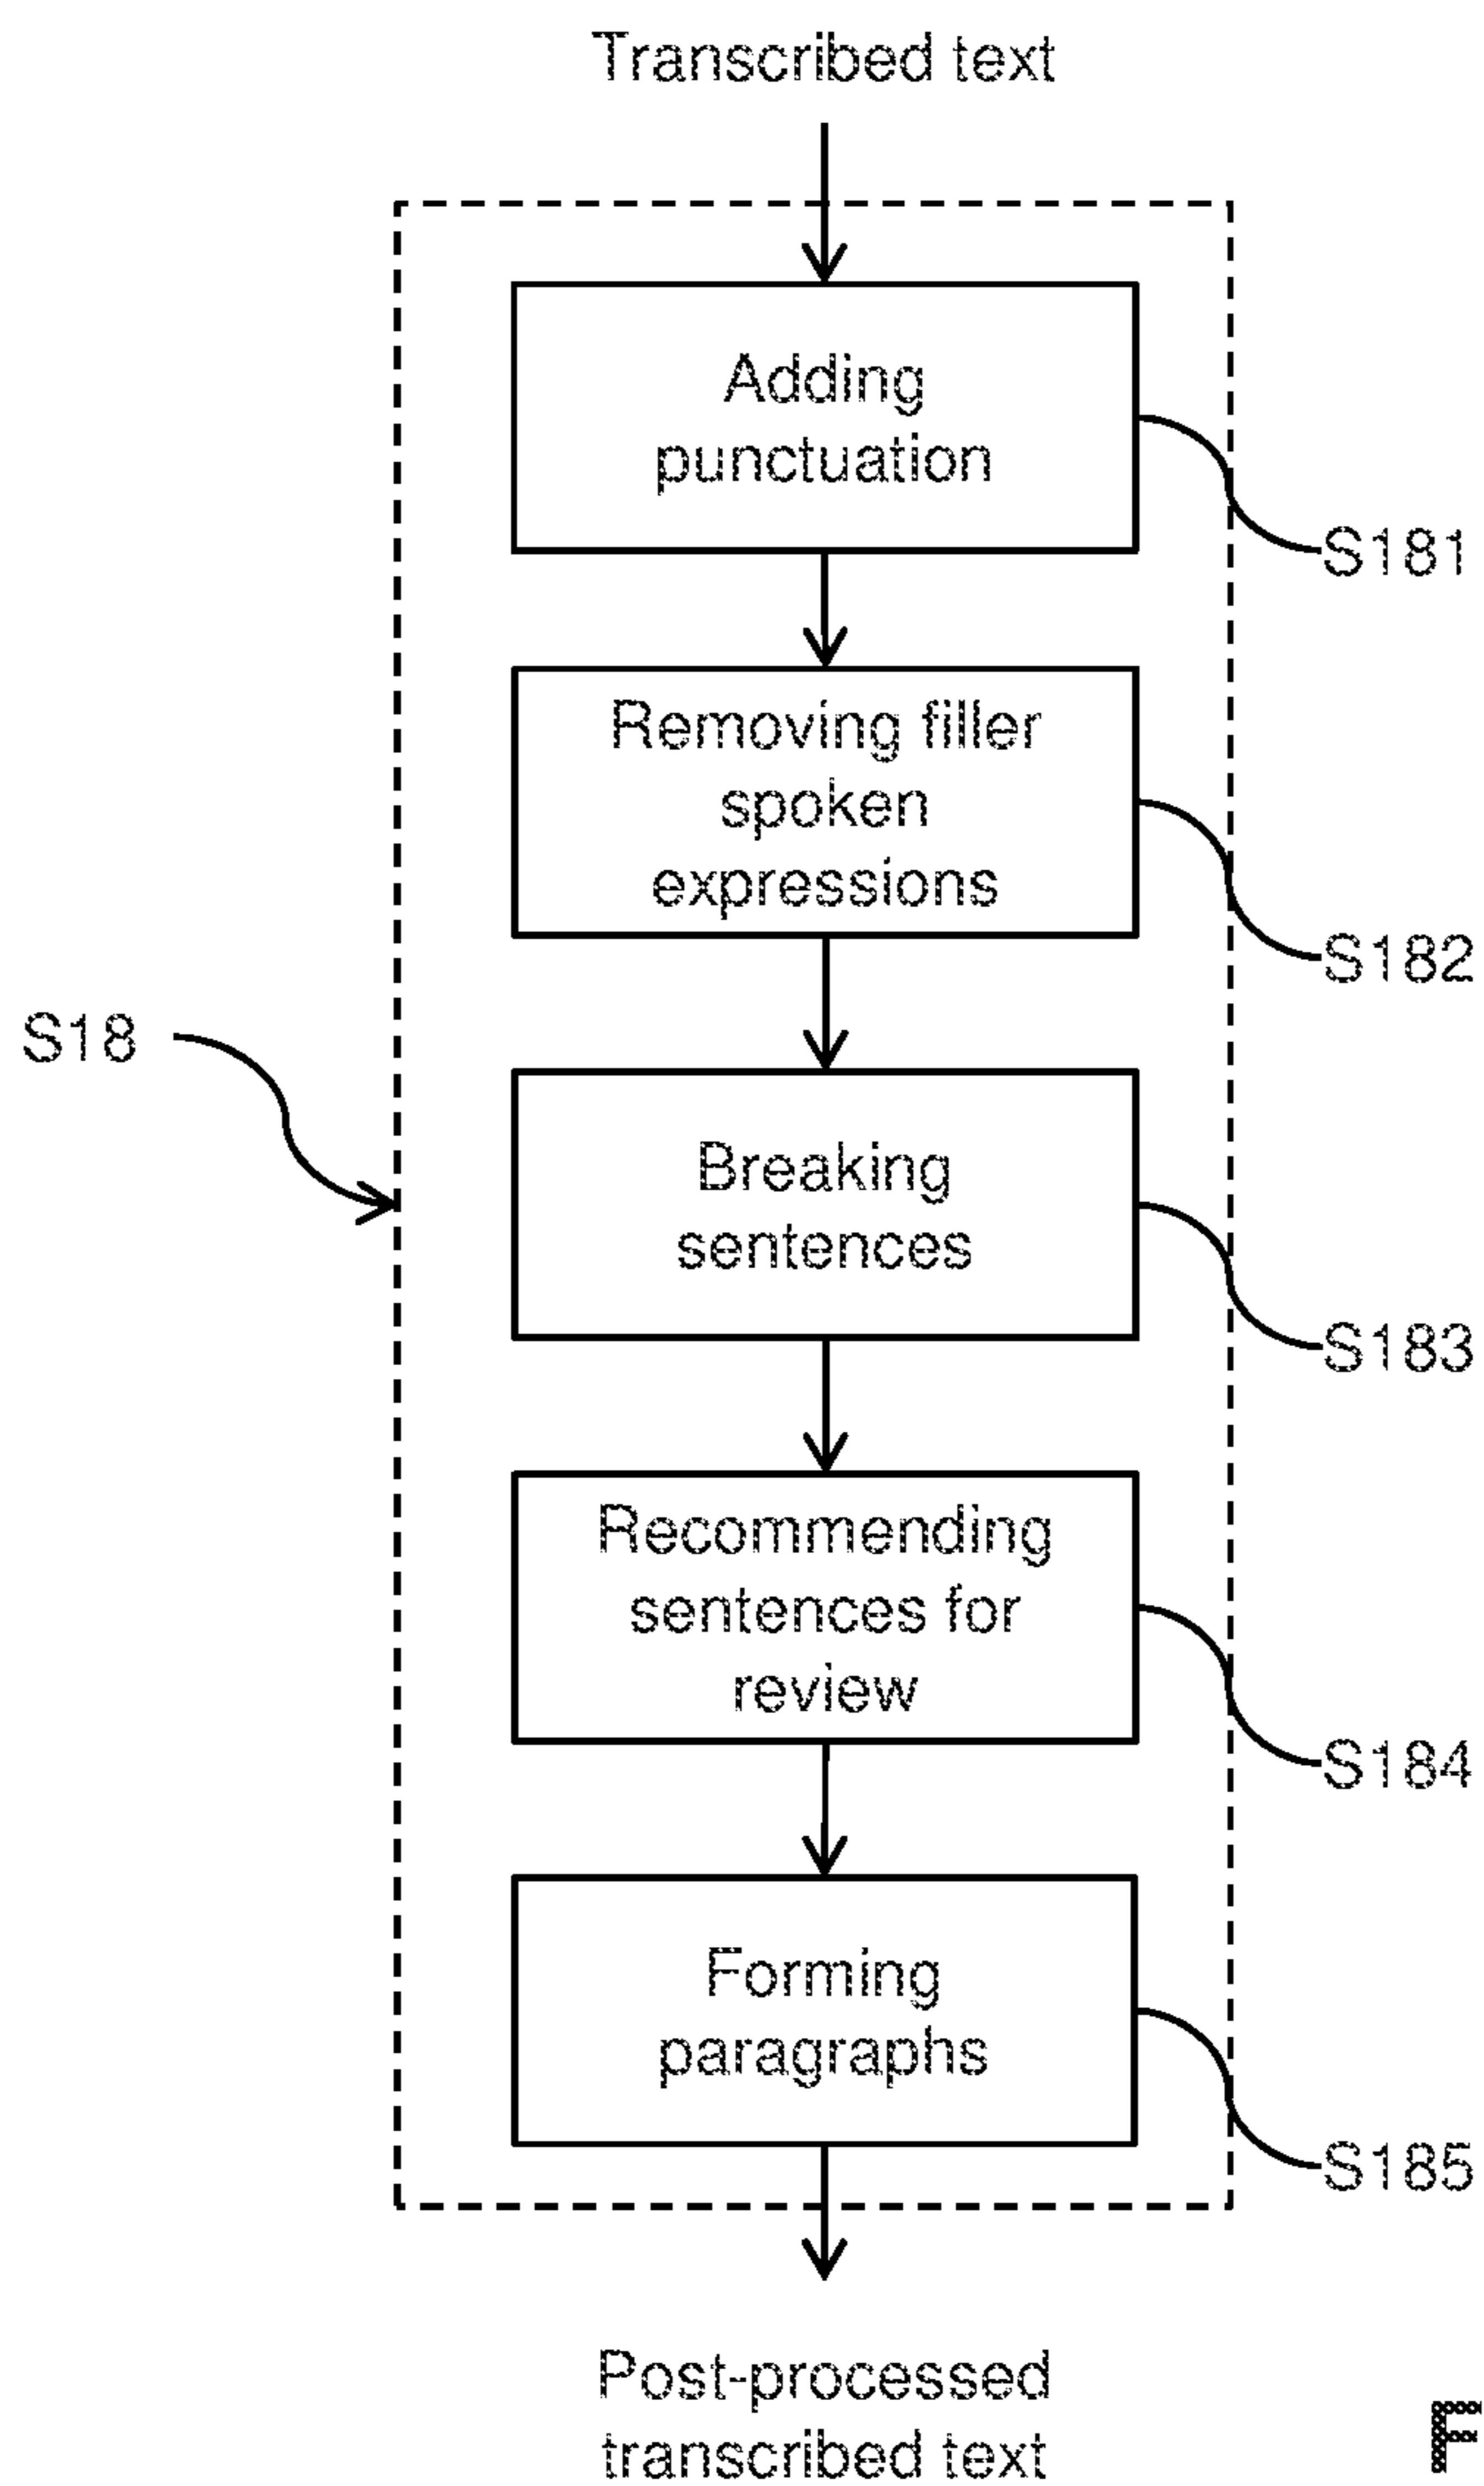 Transcribed text
Adding
punctuation
S181
Removing filler
spoken
expressions
S182
S18
Breaking
sentences
S183
Recommending
sentences for
review
S184
Forming
paragraphs
S185
Post-processed
transcribed text
F